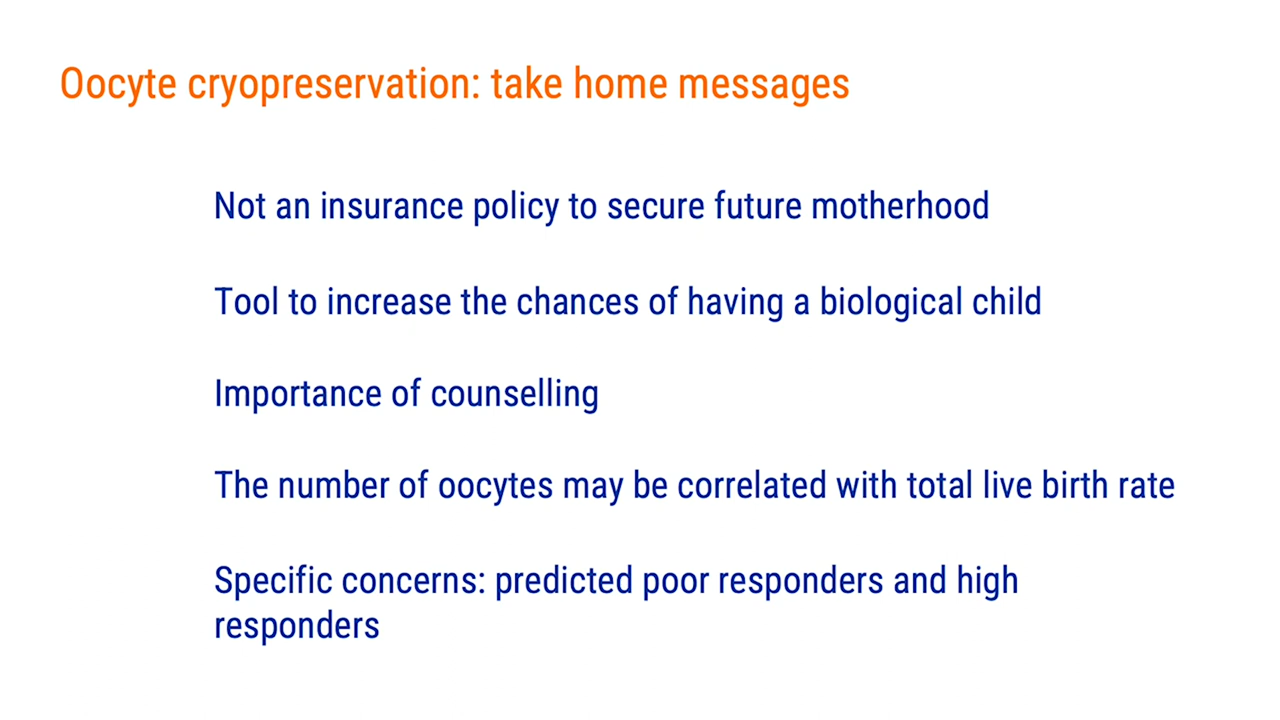 Oocyte cryopreservation: take home messages
Not an insurance policy to secure future motherhood
Tool to increase the chances of having a biological child
Importance of counselling
The number of oocytes may be correlated with total live birth rate
Specific concerns: predicted poor responders and high
responders